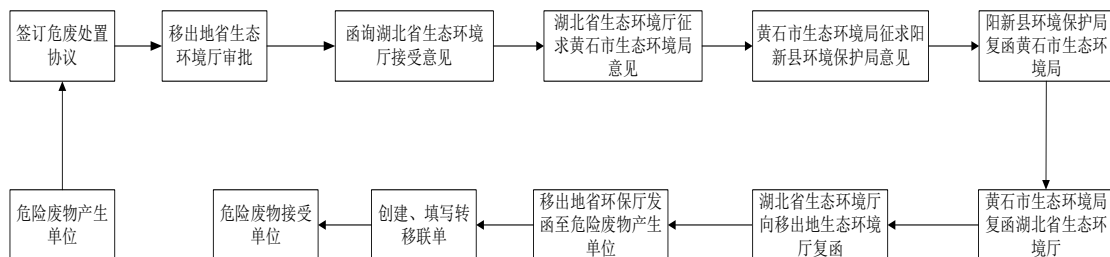 签订危废处置
协议
移出地省生态
环境厅审批
函询湖北省生态环境
厅接受意见
湖北省生态环境厅征
求黄石市生态环境局
意见
黄石市生态环境局征求阳
新县环境保护局意见
阳新县环境保护局
复函黄石市生态环
境局
危险废物产生
单位
危险废物接受
单位
创建、填写转
移联单
移出地省环保厅发
函至危险废物产生
单位
湖北省生态环境厅
向移出地生态环境
厅复函
黄石市生态环境局
复函湖北省生态环
境厅